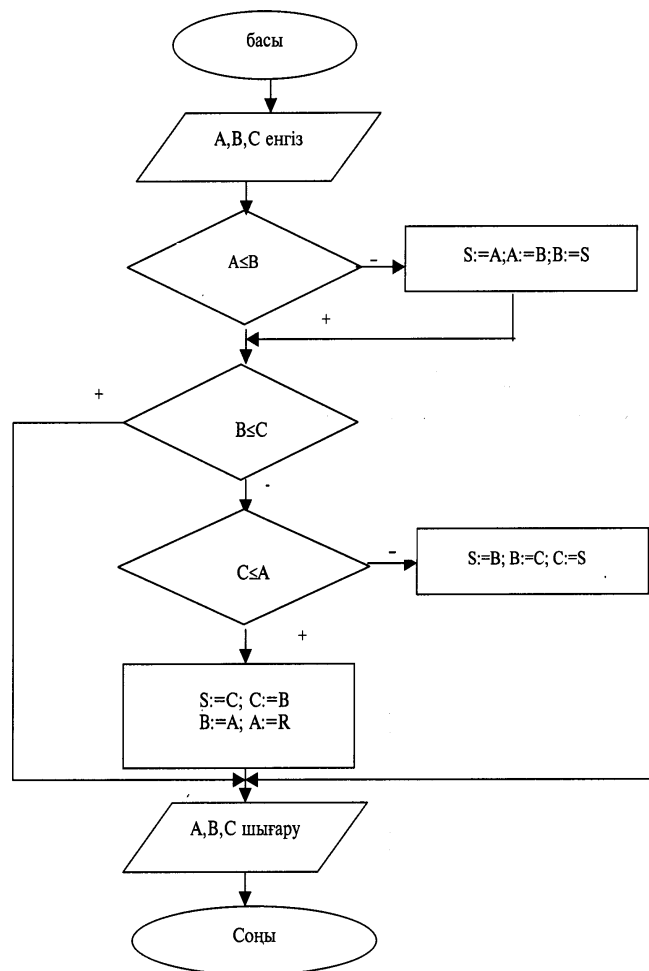 басы
А,В,С енгіз
А≤В
–
S:=A;A:=B;B:=S
+
+
В≤С
-
С≤А
–
S:=B; B:=C; C:=S
+
S:=C; C:=B
B:=A; A:=R
А,В,С шығару
Соңы